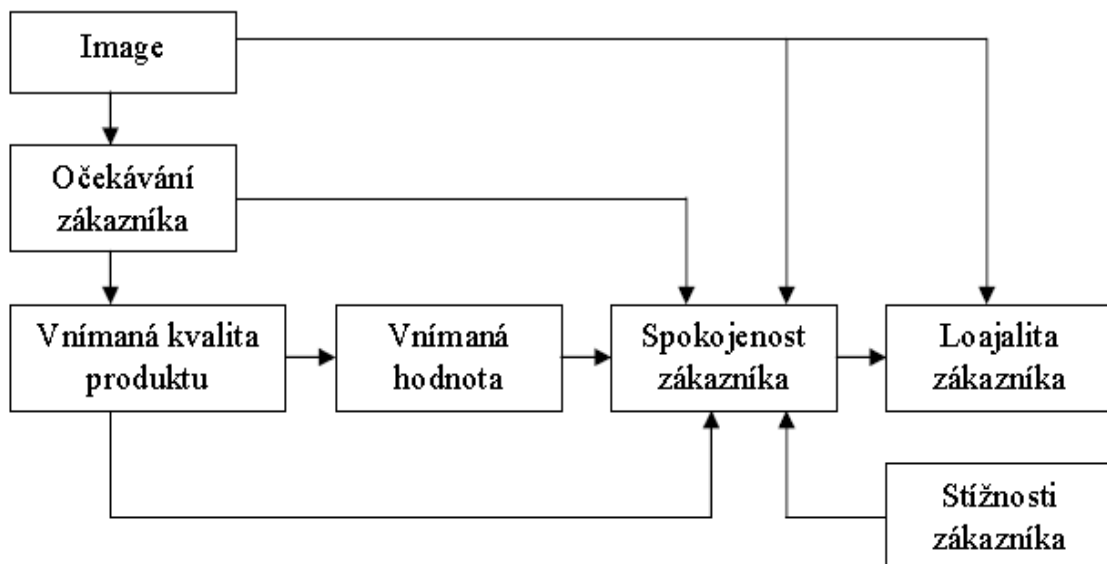 Image
Očekávání
zákazníka
Vnímaná kvalita
produktu
Vnímaná
hodnota
Spokojenost
zákazníka
Loajalita
zákazníka
Stížnosti
zákazníka